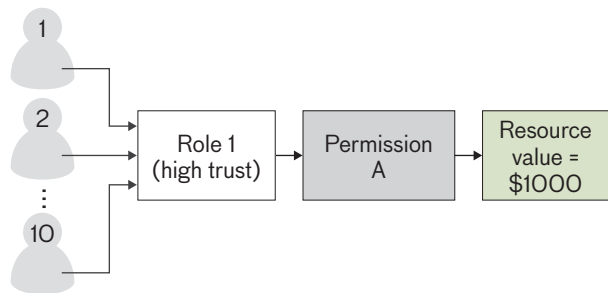 1
2
⋮
10
Role 1
(high trust)
Permission
A
Resource
value =
$1000